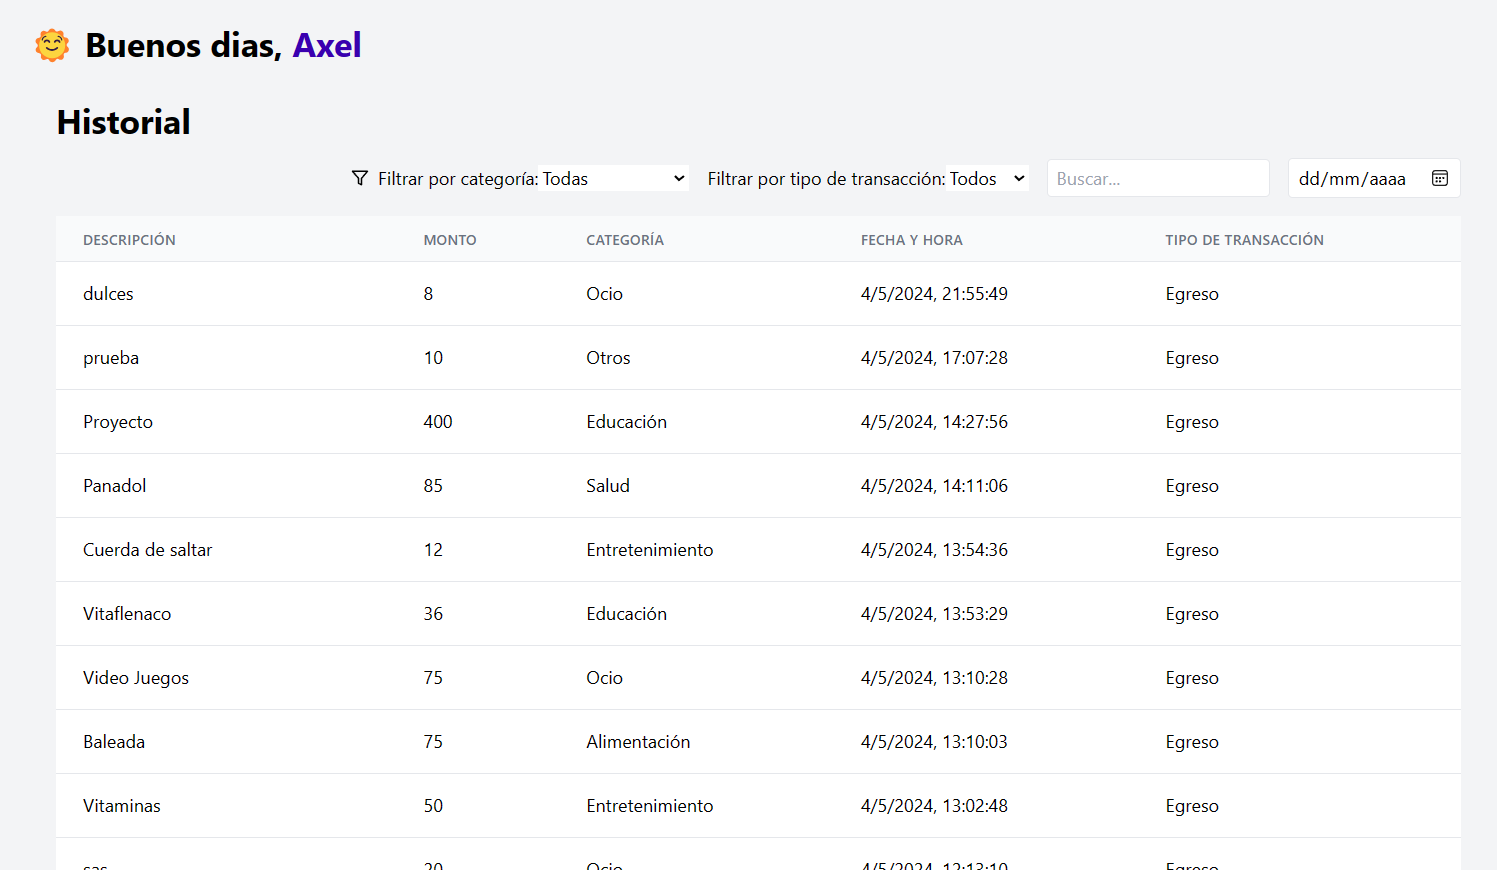 Buenos dias, Axel
Historial
Filtrar por categoría: Todas Filtrar por tipo de transacción: Todos Buscar... dd/mm/aaaa
DESCRIPCIÓN MONTO CATEGORÍA FECHA Y HORA TIPO DE TRANSACCIÓN
dulces 8 Ocio 4/5/2024, 21:55:49 Egreso
prueba 10 Otros 4/5/2024, 17:07:28 Egreso
Proyecto 400 Educación 4/5/2024, 14:27:56 Egreso
Panadol 85 Salud 4/5/2024, 14:11:06 Egreso
Cuerda de saltar 12 Entretenimiento 4/5/2024, 13:54:36 Egreso
Vitaflenaco 36 Educación 4/5/2024, 13:53:29 Egreso
Video Juegos 75 Ocio 4/5/2024, 13:10:28 Egreso
Baleada 75 Alimentación 4/5/2024, 13:10:03 Egreso
Vitaminas 50 Entretenimiento 4/5/2024, 13:02:48 Egreso
sas 20 Ocio 4/5/2024, 12:13:10 Egreso